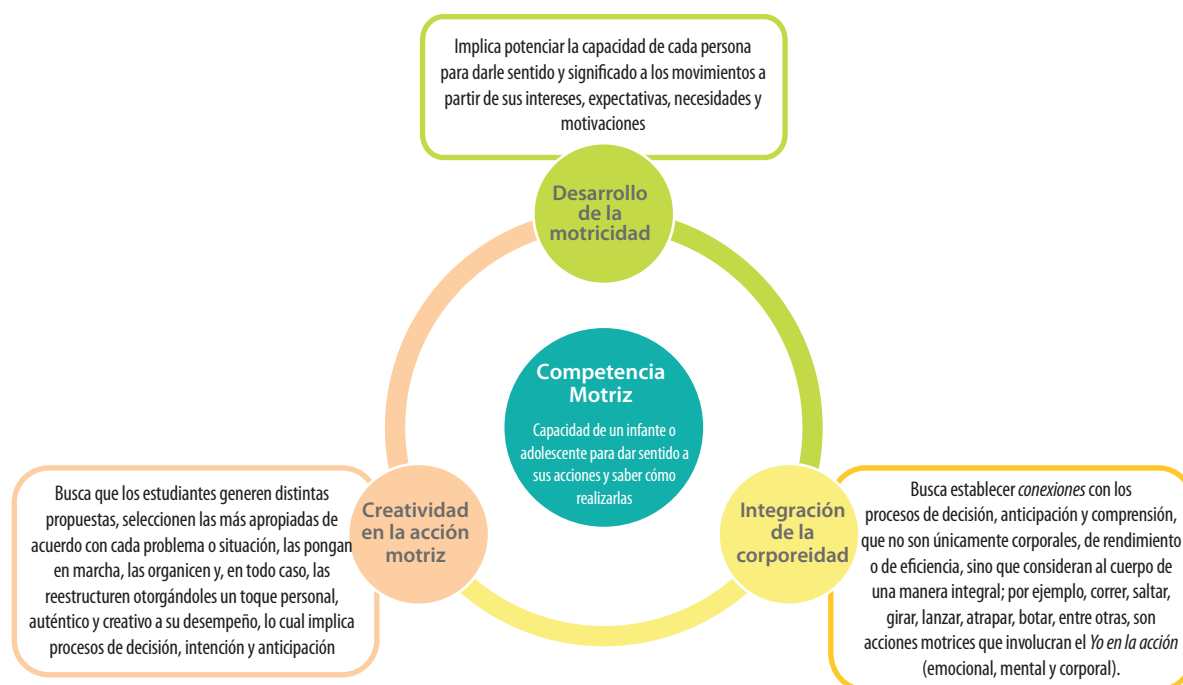 Implica potenciar la capacidad de cada persona
para darle sentido y significado a los movimientos a
partir de sus intereses, expectativas, necesidades y
motivaciones
Desarrollo
de la
motricidad
Competencia
Motriz
Capacidad de un infante o
adolescente para dar sentido a
sus acciones y saber cómo
realizarlas
Busca que los estudiantes generen distintas
propuestas, seleccionen las más apropiadas de
acuerdo con cada problema o situación, las pongan
en marcha, las organicen y, en todo caso, las
reestructuren otorgándoles un toque personal,
auténtico y creativo a su desempeño, lo cual implica
procesos de decisión, intención y anticipación
Creatividad
en la acción
motriz
Integración
de la
corporeidad
Busca establecer conexiones con los
procesos de decisión, anticipación y comprensión,
que no son únicamente corporales, de rendimiento
o de eficiencia, sino que consideran al cuerpo de
una manera integral; por ejemplo, correr, saltar,
girar, lanzar, atrapar, botar, entre otras, son
acciones motrices que involucran el Yo en la acción
(emocional, mental y corporal).